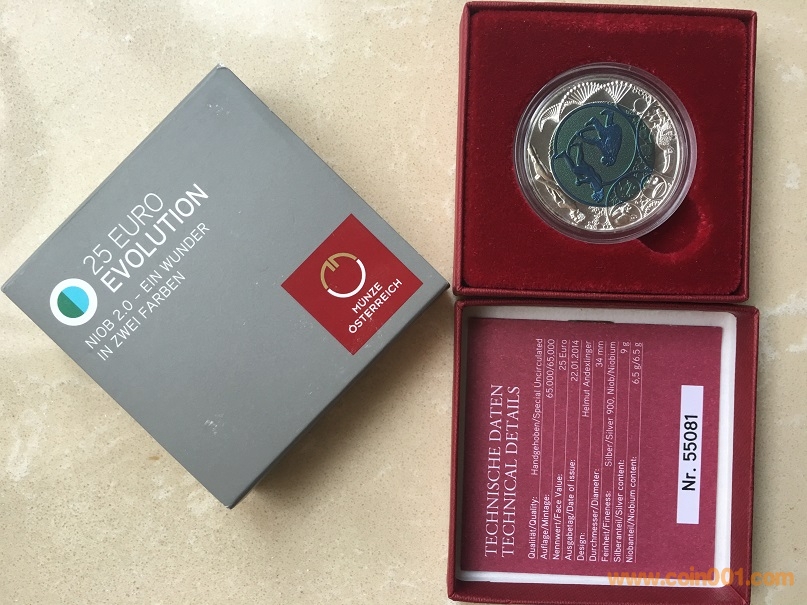 25 EURO
EVOLUTION
NIOB 2.0 – EIN WUNDER
IN ZWEI FARBEN
MÜNZE
ÖSTERREICH
TECHNISCHE DATEN
TECHNICAL DETAILS
Qualität/Quality: Handgehoben/Special Uncirculated
Auflage/Mintage: 65.000/65,000
Nennwert/Face Value: 25 Euro
Ausgabetag/Date of issue: 22.01.2014
Design: Helmut Andexlinger
Durchmesser/Diameter: 34 mm
Feinheit/Fineness: Silber/Silver 900, Niob/Niobium
Silberanteil/Silver content: 9 g
Niobanteil/Niobium content: 6,5 g/6.5 g
Nr. 55081
www.coin001.com